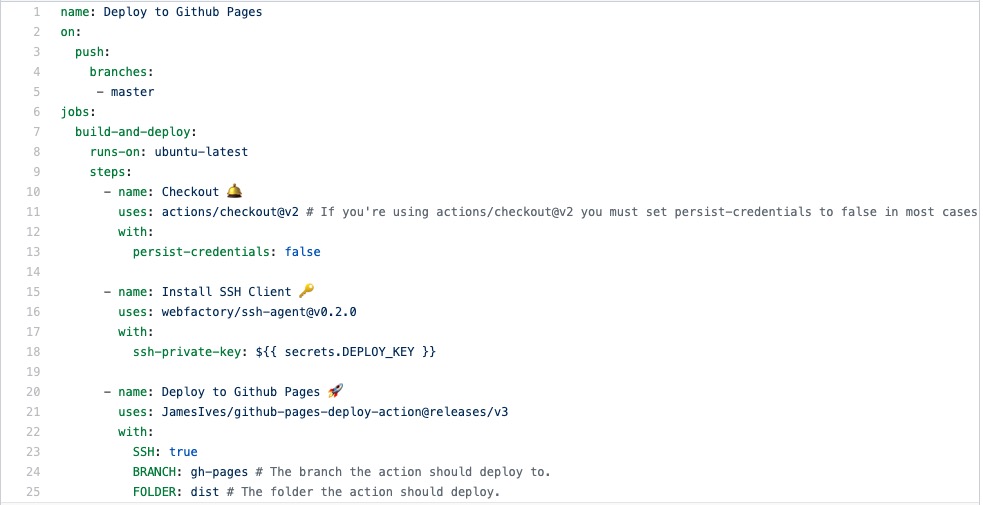 1 name: Deploy to Github Pages
2 on:
3   push:
4     branches:
5      - master
6 jobs:
7   build-and-deploy:
8     runs-on: ubuntu-latest
9     steps:
10       - name: Checkout 🛎️
11         uses: actions/checkout@v2 # If you're using actions/checkout@v2 you must set persist-credentials to false in most cases
12         with:
13           persist-credentials: false
14
15       - name: Install SSH Client 🔑
16         uses: webfactory/ssh-agent@v0.2.0
17         with:
18           ssh-private-key: ${{ secrets.DEPLOY_KEY }}
19
20       - name: Deploy to Github Pages 🚀
21         uses: JamesIves/github-pages-deploy-action@releases/v3
22         with:
23           SSH: true
24           BRANCH: gh-pages # The branch the action should deploy to.
25           FOLDER: dist # The folder the action should deploy.